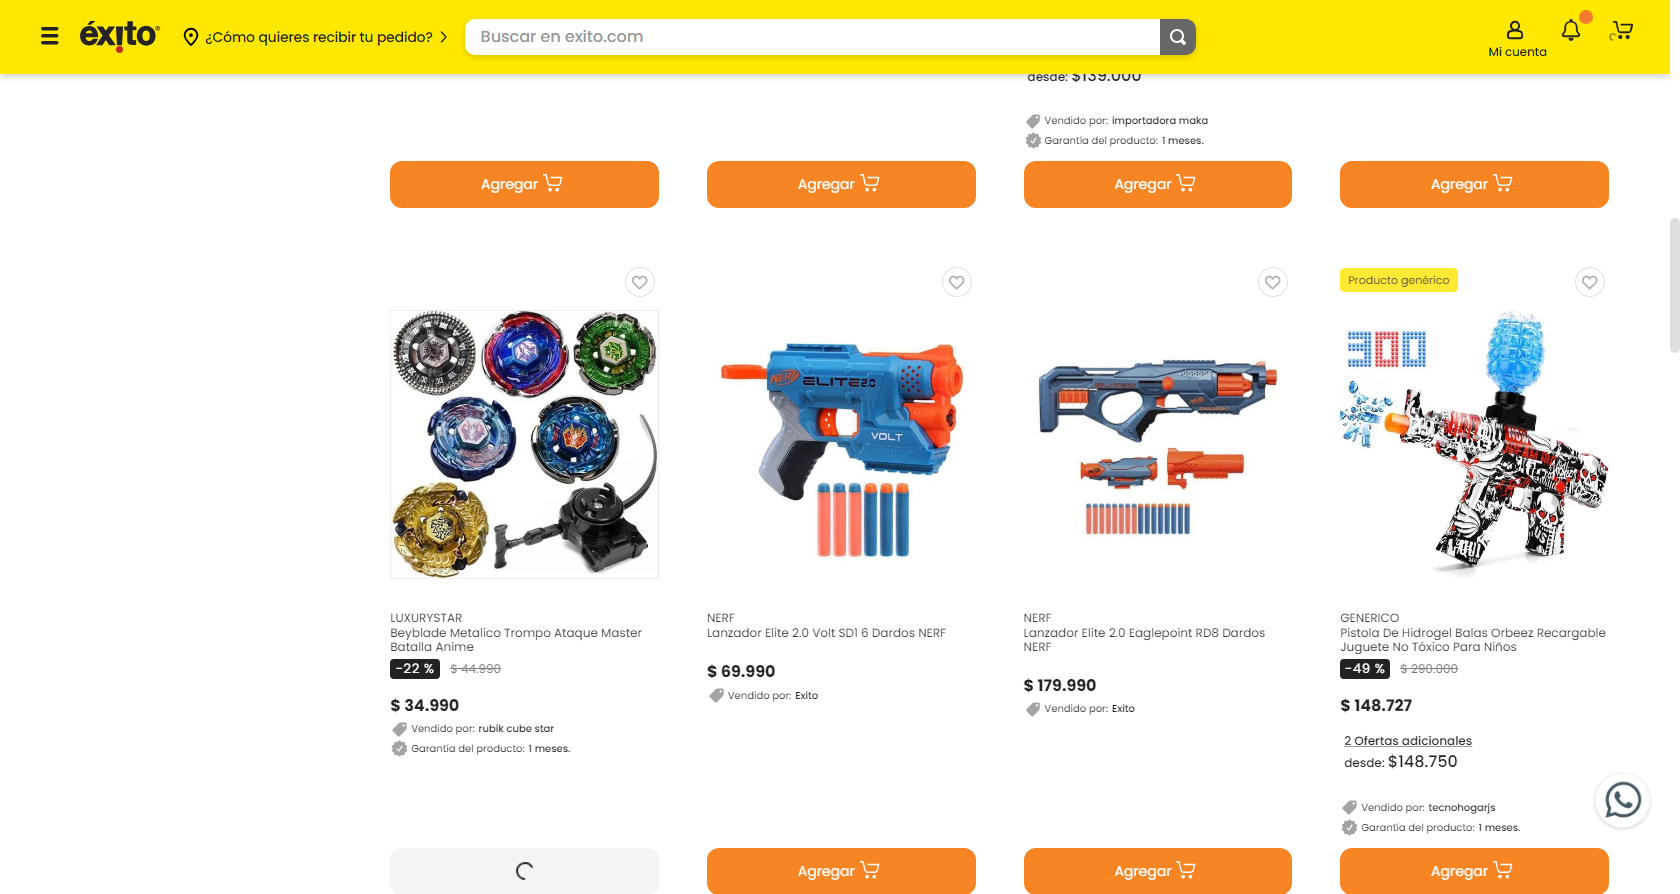 éxito
¿Cómo quieres recibir tu pedido?
Buscar en exito.com
Mi cuenta
desde: $139.000
Vendido por: importadora maka
Garantía del producto: 1 meses.
Agregar
Agregar
Agregar
Agregar
Producto genérico
300
NERF ELITE 2.0
VOLT
LUXURYSTAR
Beyblade Metalico Trompo Ataque Master
Batalla Anime
-22 % $ 44.990
$ 34.990
Vendido por: rubik cube star
Garantía del producto: 1 meses.
NERF
Lanzador Elite 2.0 Volt SD1 6 Dardos NERF
$ 69.990
Vendido por: Exito
NERF
Lanzador Elite 2.0 Eaglepoint RD8 Dardos
NERF
$ 179.990
Vendido por: Exito
GENERICO
Pistola De Hidrogel Balas Orbeez Recargable
Juguete No Tóxico Para Niños
-49 % $ 290.000
$ 148.727
2 Ofertas adicionales
desde: $148.750
Vendido por: tecnohogarjs
Garantía del producto: 1 meses.
Agregar
Agregar
Agregar